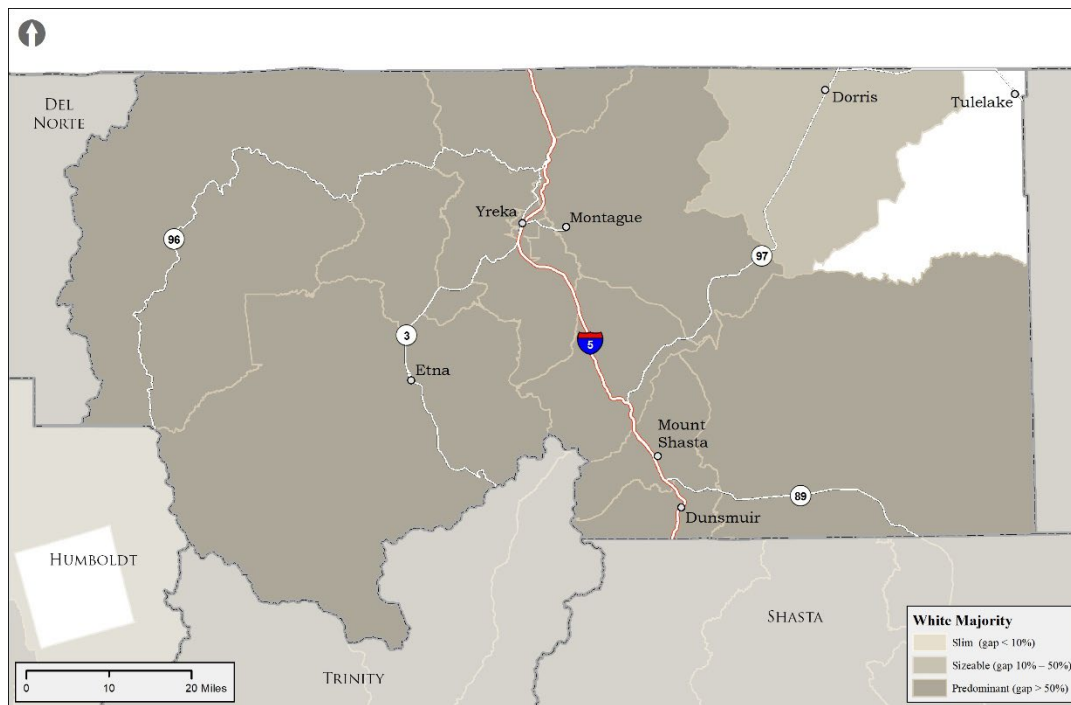 DEL
NORTE
Dorris
Tulelake
Yreka
Montague
96
97
3
5
Etna
Mount
Shasta
89
Dunsmuir
HUMBOLDT
SHASTA
TRINITY
White Majority
Slim (gap < 10%)
Sizeable (gap 10% – 50%)
Predominant (gap > 50%)
0 10 20 Miles